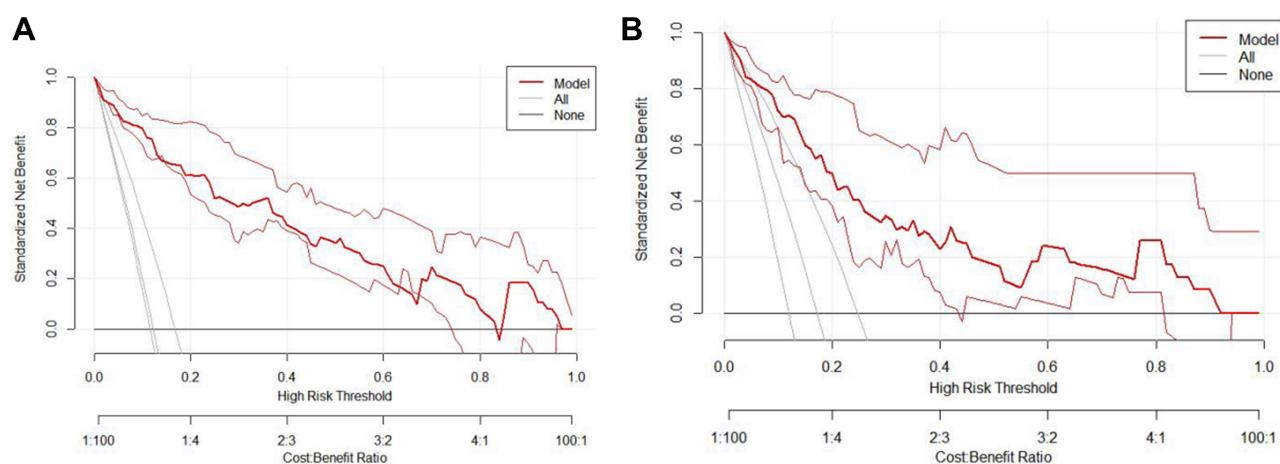 A
Standardized Net Benefit
1.0
0.8
0.6
0.4
0.2
0.0
Model
All
None
0.0 0.2 0.4 0.6 0.8 1.0
High Risk Threshold
1:100 1:4 2:3 3:2 4:1 100:1
Cost:Benefit Ratio
B
Standardized Net Benefit
1.0
0.8
0.6
0.4
0.2
0.0
Model
All
None
0.0 0.2 0.4 0.6 0.8 1.0
High Risk Threshold
1:100 1:4 2:3 3:2 4:1 100:1
Cost:Benefit Ratio